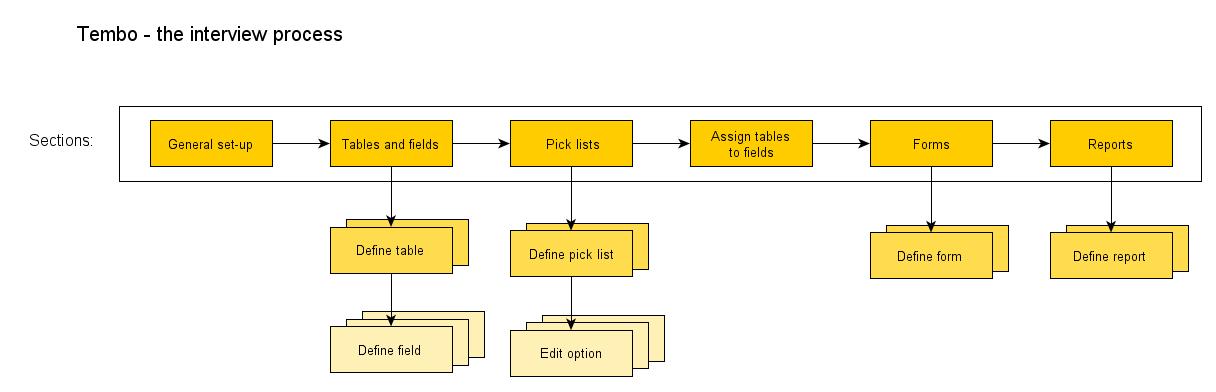 Tembo - the interview process
Sections:
General set-up
Tables and fields
Pick lists
Assign tables
to fields
Forms
Reports
Define table
Define pick list
Define form
Define report
Define field
Edit option